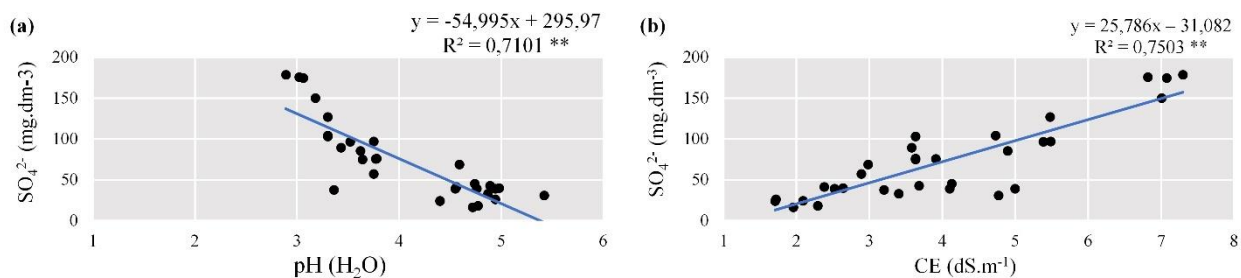 (a)
y = -54,995x + 295,97
R² = 0,7101 **
SO₄²⁻ (mg.dm-3)
200
150
100
50
0
1 2 3 4 5 6
pH (H₂O)
(b)
y = 25,786x – 31,082
R² = 0,7503 **
SO₄²⁻ (mg.dm⁻³)
200
150
100
50
0
1 2 3 4 5 6 7 8
CE (dS.m⁻¹)